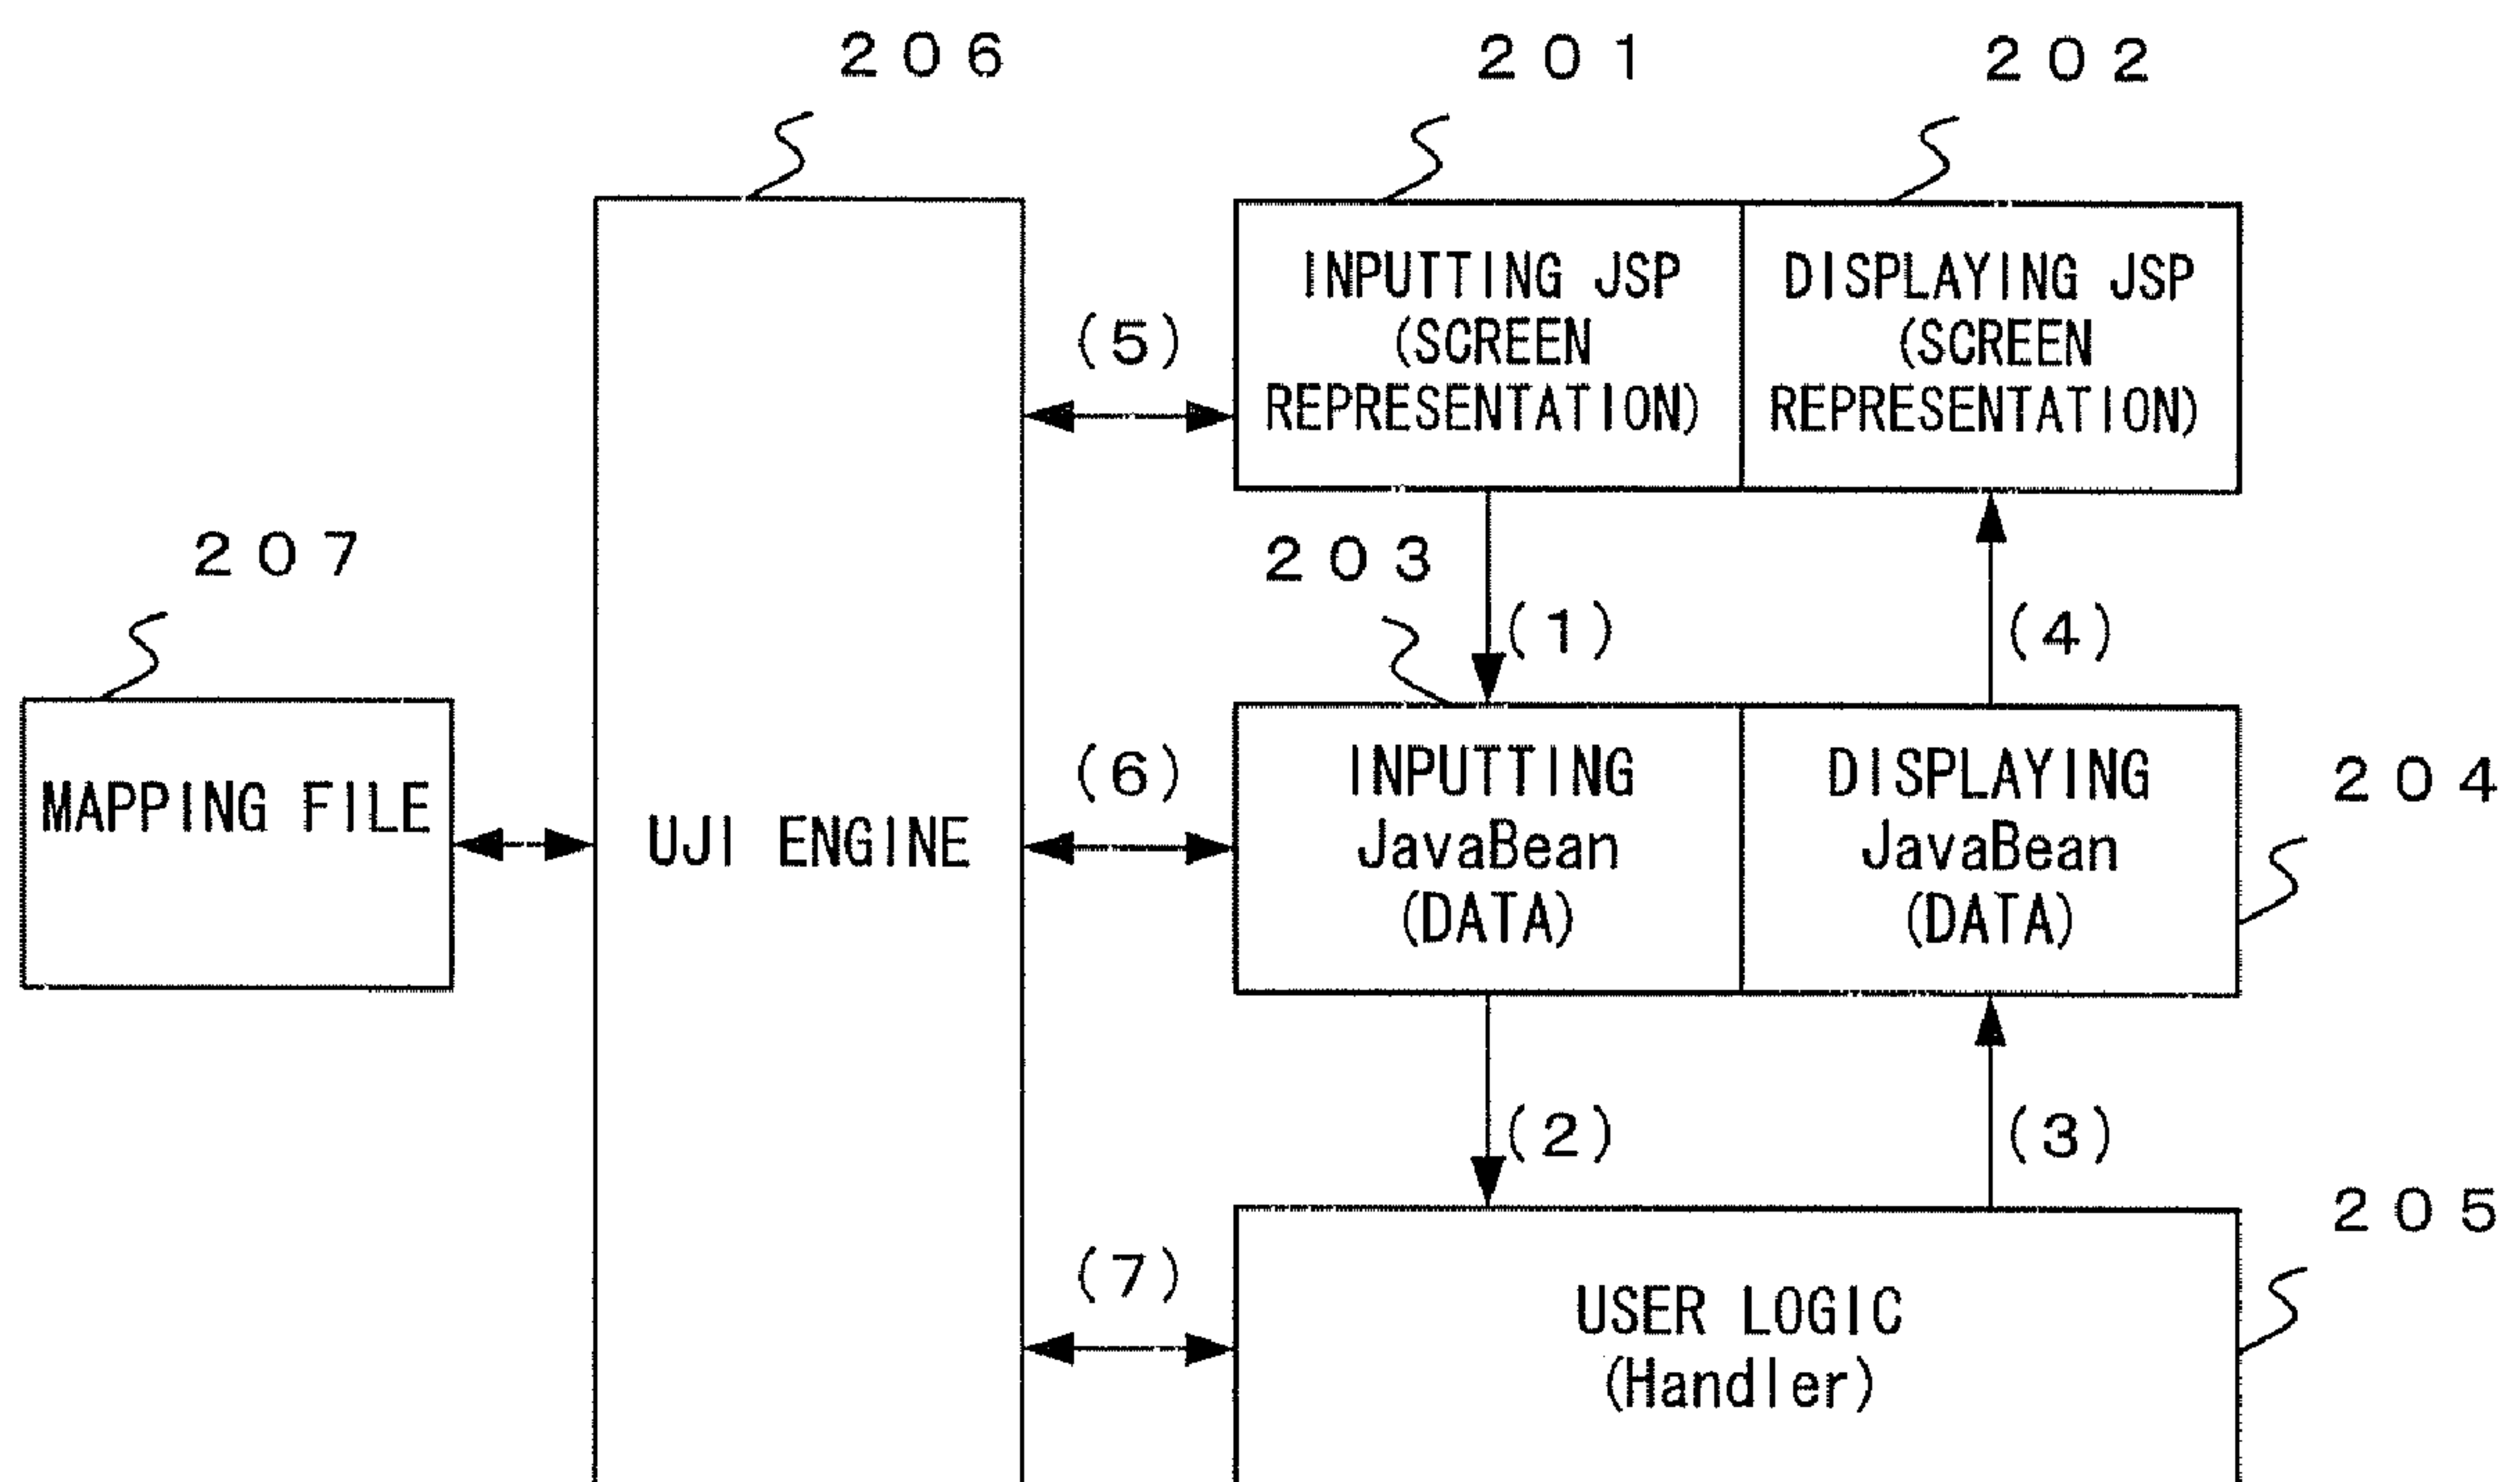 206
201
202
INPUTTING JSP
(SCREEN
REPRESENTATION)
DISPLAYING JSP
(SCREEN
REPRESENTATION)
(5)
207
203
(1)
(4)
MAPPING FILE
UJI ENGINE
(6)
INPUTTING
JavaBean
(DATA)
DISPLAYING
JavaBean
(DATA)
204
(2)
(3)
205
(7)
USER LOGIC
(Handler)